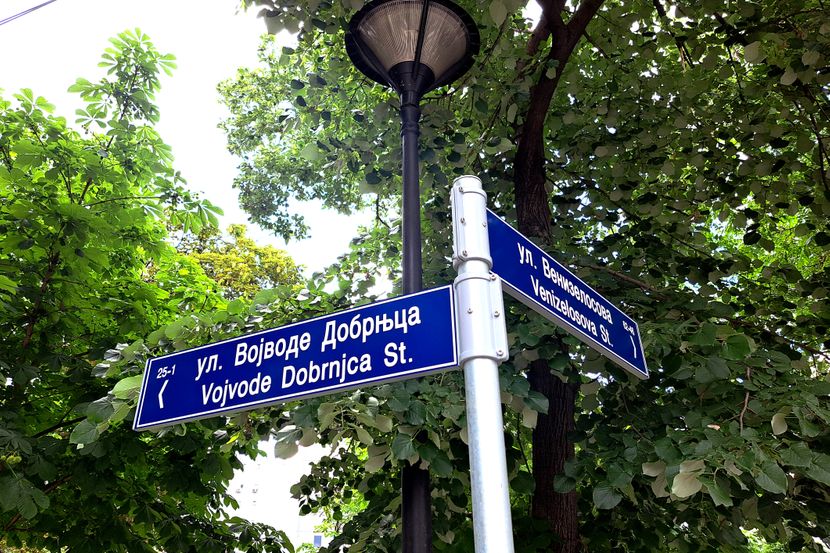 ул. Војводе Добрњца
25-1
Vojvode Dobrnjca St.
ул. Венизелосова
Venizelosova St.